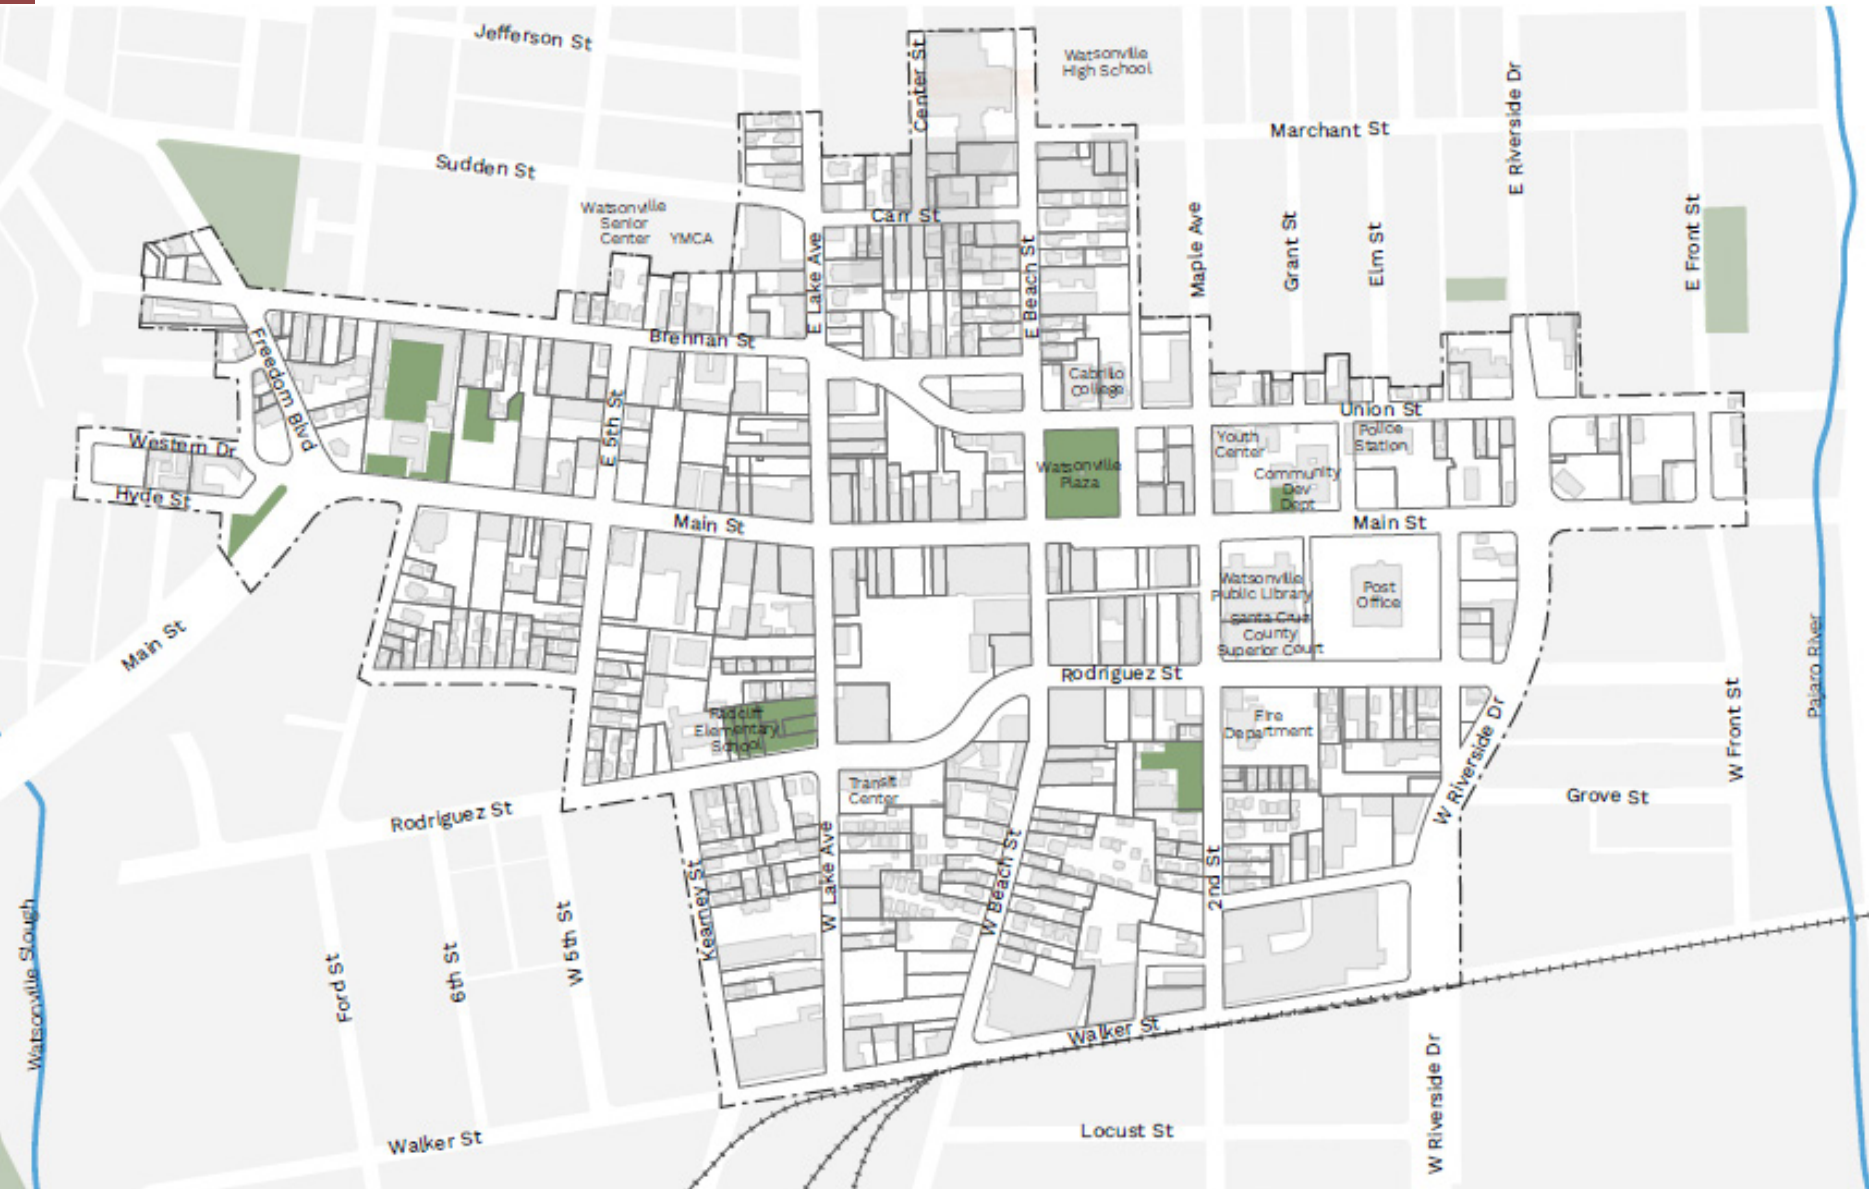 Jefferson St
Center St
Watsonville
High School
E Riverside Dr
Marchant St
Sudden St
Watsonville
Senior
Center
YMCA
Carr St
E Lake Ave
E Beach St
Maple Ave
Grant St
Elm St
E Front St
Brennan St
Freedom Blvd
E 5th St
Cabrillo
College
Union St
Western Dr
Hyde St
Watsonville
Plaza
Youth
Center
Community
Dev
Dept
Police
Station
Main St
Main St
Main St
Watsonville
Public Library
Santa Cruz
County
Superior Court
Post
Office
Pajaro River
Rodriguez St
Radcliff
Elementary
School
Fire
Department
W Riverside Dr
W Front St
Transit
Center
Grove St
Rodriguez St
Kearney St
W Lake Ave
W Beach St
2nd St
Watsonville Slough
Ford St
6th St
W 5th St
Walker St
Walker St
Locust St
W Riverside Dr